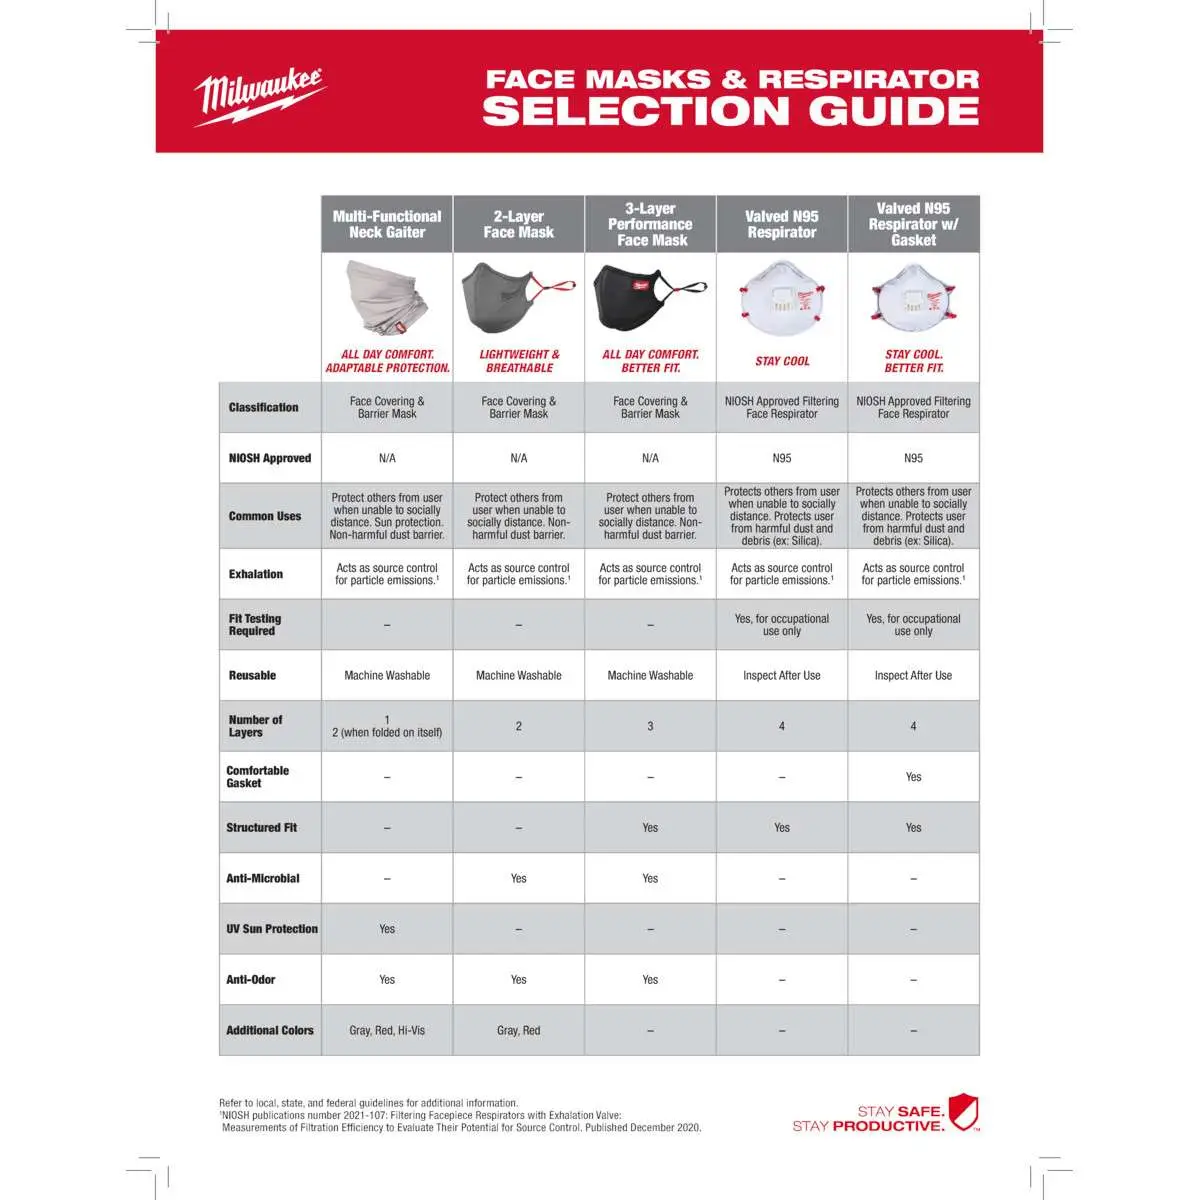 Milwaukee
FACE MASKS & RESPIRATOR
SELECTION GUIDE
Multi-Functional
Neck Gaiter
2-Layer
Face Mask
3-Layer
Performance
Face Mask
Valved N95
Respirator
Valved N95
Respirator w/
Gasket
ALL DAY COMFORT.
ADAPTABLE PROTECTION.
LIGHTWEIGHT &
BREATHABLE
ALL DAY COMFORT.
BETTER FIT.
STAY COOL
STAY COOL.
BETTER FIT.
Classification
Face Covering &
Barrier Mask
Face Covering &
Barrier Mask
Face Covering &
Barrier Mask
NIOSH Approved Filtering
Face Respirator
NIOSH Approved Filtering
Face Respirator
NIOSH Approved
N/A
N/A
N/A
N95
N95
Common Uses
Protect others from user
when unable to socially
distance. Sun protection.
Non-harmful dust barrier.
Protect others from
user when unable to
socially distance. Non-
harmful dust barrier.
Protect others from
user when unable to
socially distance. Non-
harmful dust barrier.
Protects others from user
when unable to socially
distance. Protects user
from harmful dust and
debris (ex: Silica).
Protects others from user
when unable to socially
distance. Protects user
from harmful dust and
debris (ex: Silica).
Exhalation
Acts as source control
for particle emissions.¹
Acts as source control
for particle emissions.¹
Acts as source control
for particle emissions.¹
Acts as source control
for particle emissions.¹
Acts as source control
for particle emissions.¹
Fit Testing
Required
–
–
–
Yes, for occupational
use only
Yes, for occupational
use only
Reusable
Machine Washable
Machine Washable
Machine Washable
Inspect After Use
Inspect After Use
Number of
Layers
1
2 (when folded on itself)
2
3
4
4
Comfortable
Gasket
–
–
–
–
Yes
Structured Fit
–
–
Yes
Yes
Yes
Anti-Microbial
–
Yes
Yes
–
–
UV Sun Protection
Yes
–
–
–
–
Anti-Odor
Yes
Yes
Yes
–
–
Additional Colors
Gray, Red, Hi-Vis
Gray, Red
–
–
–
Refer to local, state, and federal guidelines for additional information.
¹NIOSH publications number 2021-107: Filtering Facepiece Respirators with Exhalation Valve:
Measurements of Filtration Efficiency to Evaluate Their Potential for Source Control. Published December 2020.
STAY SAFE.
STAY PRODUCTIVE.
™